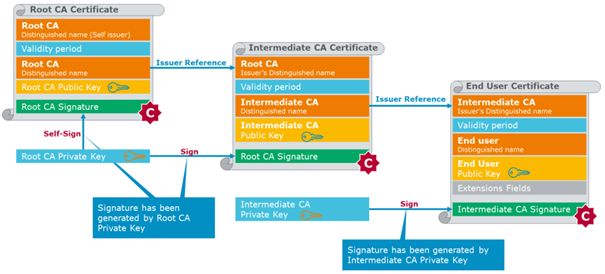 Root CA Certificate
Root CA
Distinguished name (Self issuer)
Validity period
Root CA
Distinguished name
Root CA Public Key
Root CA Signature
C
Self-Sign
Root CA Private Key
Sign
Signature has been
generated by Root CA
Private Key
Issuer Reference
Intermediate CA Certificate
Root CA
Issuer's Distinguished name
Validity period
Intermediate CA
Distinguished name
Intermediate CA
Public Key
Root CA Signature
C
Intermediate CA
Private Key
Sign
Signature has been generated by
Intermediate CA Private Key
Issuer Reference
End User Certificate
Intermediate CA
Issuer's Distinguished name
Validity period
End user
Distinguished name
End User
Public Key
Extensions Fields
Intermediate CA Signature
C